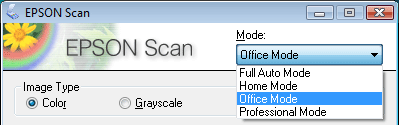 EPSON Scan
EPSON Scan
Mode:
Office Mode
Full Auto Mode
Home Mode
Office Mode
Professional Mode
Image Type
Color
Grayscale